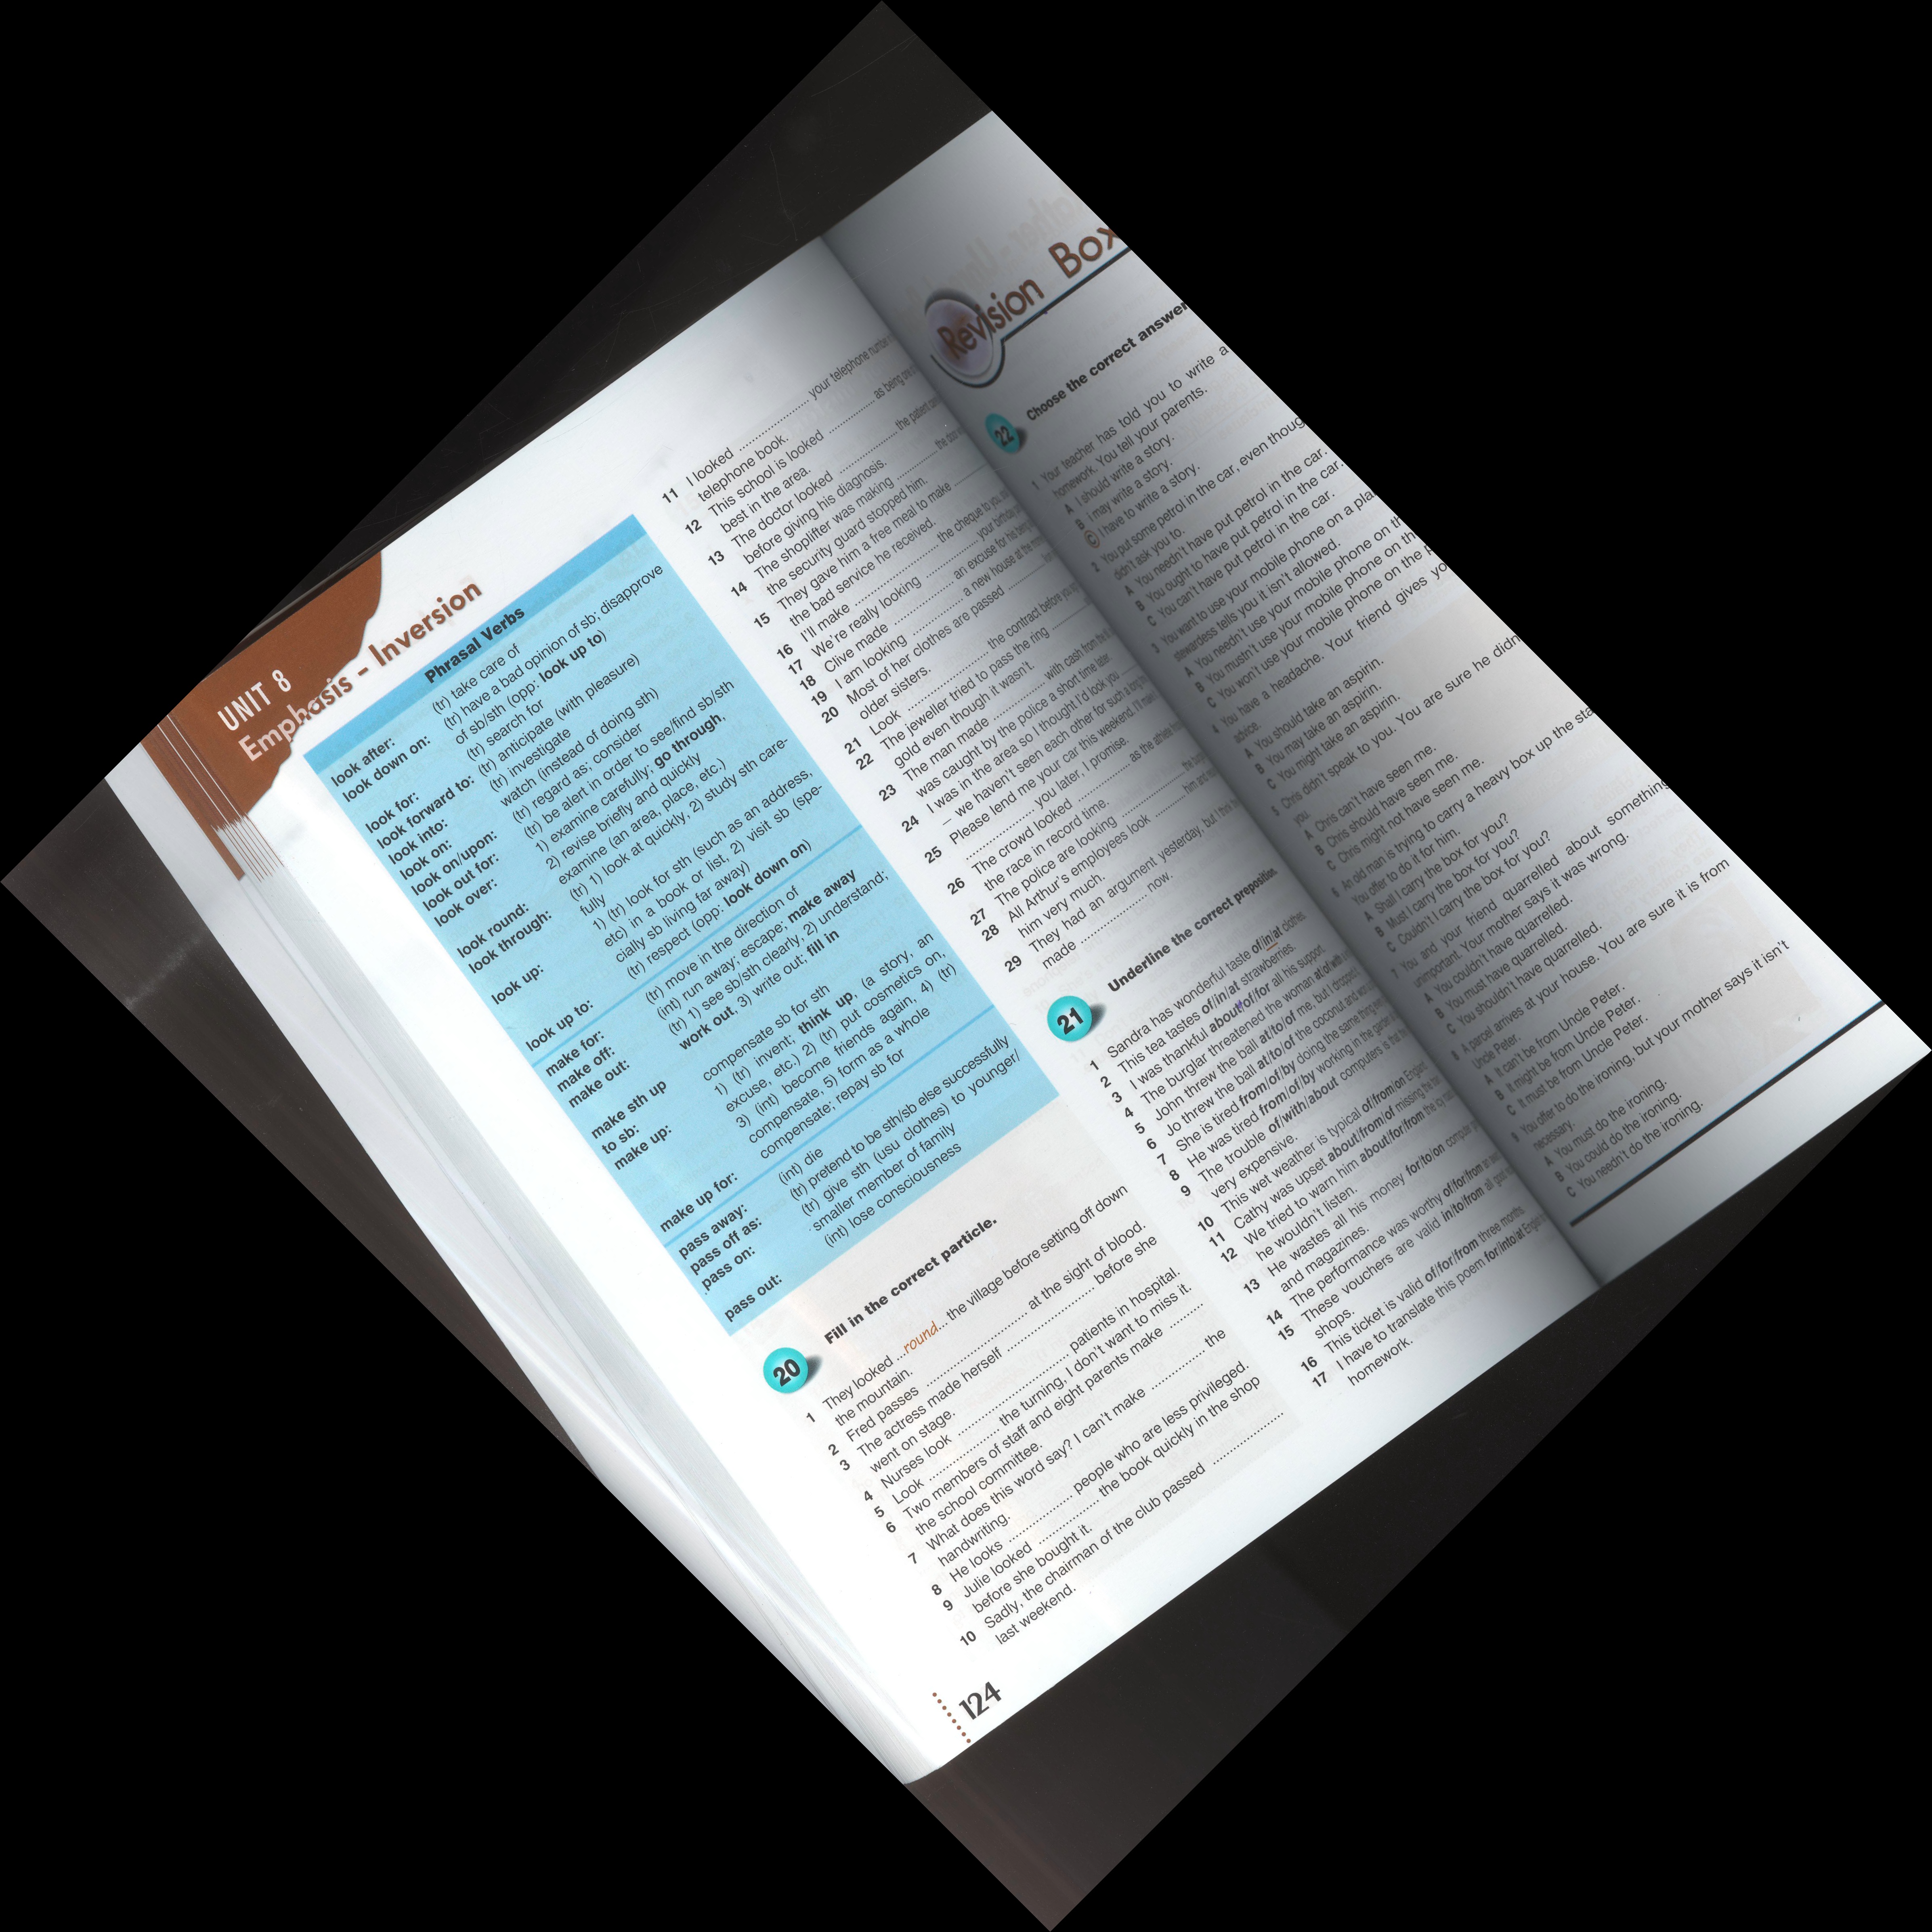 UNIT 8
Emphasis – Inversion
Phrasal Verbs
look after: (tr) take care of
look down on: (tr) have a bad opinion of sb; disapprove
of sb/sth (opp: look up to)
look for: (tr) search for
look forward to: (tr) anticipate (with pleasure)
look into: (tr) investigate
look on: watch (instead of doing sth)
look on/upon: (tr) regard as; consider
look out for: (tr) be alert in order to see/find sb/sth
look over: 1) examine carefully; go through,
2) revise briefly and quickly
look round: examine (an area, place, etc.)
look through: (tr) 1) look at quickly, 2) study sth care-
fully
look up: 1) (tr) look for sth (such as an address,
etc) in a book or list, 2) visit sb (spe-
cially sb living far away)
look up to: (tr) respect (opp: look down on)
make for: (tr) move in the direction of
make off: (int) run away; escape; make away
make out: (tr) 1) see sb/sth clearly, 2) understand;
work out, 3) write out; fill in
make sth up
to sb: compensate sb for sth
make up: 1) (tr) invent; think up, (a story, an
excuse, etc.) 2) (tr) put cosmetics on,
3) (int) become friends again, 4) (tr)
compensate, 5) form as a whole
make up for: compensate; repay sb for
pass away: (int) die
pass off as: (tr) pretend to be sth/sb else successfully
pass on: (tr) give sth (usu clothes) to younger/
smaller member of family
pass out: (int) lose consciousness
20 Fill in the correct particle.
1 They looked ...round... the village before setting off down
the mountain.
2 Fred passes .......................... at the sight of blood.
3 The actress made herself ...................... before she
went on stage.
4 Nurses look .......................... patients in hospital.
5 Look .................. the turning, I don't want to miss it.
6 Two members of staff and eight parents make .........
the school committee.
7 What does this word say? I can't make .............. the
handwriting.
8 He looks ................ people who are less privileged.
9 Julie looked ................ the book quickly in the shop
before she bought it.
10 Sadly, the chairman of the club passed ..................
last weekend.
11 I looked .................... your telephone number
telephone book.
12 This school is looked .............. as being one
best in the area.
13 The doctor looked ................ the patient
before giving his diagnosis.
14 The shoplifter was making .............. the door
the security guard stopped him.
15 They gave him a free meal to make ........
the bad service he received.
16 I'll make .................... the cheque to you
17 We're really looking .............. your birthday
18 Clive made ................ an excuse for his being
19 I am looking .............. a new house at the
20 Most of her clothes are passed ............
older sisters.
21 Look .................. the contract before you
22 The jeweller tried to pass the ring ..........
gold even though it wasn't.
23 The man made .............. with cash from the
was caught by the police a short time later.
24 I was in the area so I thought I'd look you
– we haven't seen each other for such a long
25 Please lend me your car this weekend. I'll make
................ you later, I promise.
26 The crowd looked .............. as the athlete
the race in record time.
27 The police are looking ..............
28 All Arthur's employees look .......... him and
him very much.
29 They had an argument yesterday, but
made .................... now.
21 Underline the correct preposition.
1 Sandra has wonderful taste of/in/at clothes.
2 This tea tastes of/in/at strawberries.
3 I was thankful about/of/for all his support.
4 The burglar threatened the woman at/of/with
5 John threw the ball at/to/of me, but I dropped
6 Jo threw the ball at/to/of the coconut and
7 She is tired from/of/by doing the same thing
8 He was tired from/of/by working in the garden
9 The trouble of/with/about computers is that
very expensive.
10 This wet weather is typical of/from/on England.
11 Cathy was upset about/from/of missing the
12 We tried to warn him about/for/from the
he wouldn't listen.
13 He wastes all his money for/to/on computer
and magazines.
14 The performance was worthy of/for/from
15 These vouchers are valid in/to/from all
shops.
16 This ticket is valid of/for/from three months
17 I have to translate this poem for/into/at English
homework.
124
Revision Box
22 Choose the correct answer
1 Your teacher has told you to write a
homework. You tell your parents.
A I should write a story.
B I may write a story.
C I have to write a story.
2 You put some petrol in the car, even though
didn't ask you to.
A You needn't have put petrol in the car.
B You ought to have put petrol in the car.
C You can't have put petrol in the car.
3 You want to use your mobile phone on a
stewardess tells you it isn't allowed.
A You needn't use your mobile phone on
B You mustn't use your mobile phone on
C You won't use your mobile phone on the
4 You have a headache. Your friend gives
advice.
A You should take an aspirin.
B You may take an aspirin.
C You might take an aspirin.
5 Chris didn't speak to you. You are sure he
you.
A Chris can't have seen me.
B Chris should have seen me.
C Chris might not have seen me.
6 An old man is trying to carry a heavy box up the
You offer to do it for him.
A Shall I carry the box for you?
B Must I carry the box for you?
C Couldn't I carry the box for you?
7 You and your friend quarrelled about something
unimportant. Your mother says it was wrong.
A You couldn't have quarrelled.
B You must have quarrelled.
C You shouldn't have quarrelled.
8 A parcel arrives at your house. You are sure it is from
Uncle Peter.
A It can't be from Uncle Peter.
B It might be from Uncle Peter.
C It must be from Uncle Peter.
9 You offer to do the ironing, but your mother says it isn't
necessary.
A You must do the ironing.
B You could do the ironing.
C You needn't do the ironing.